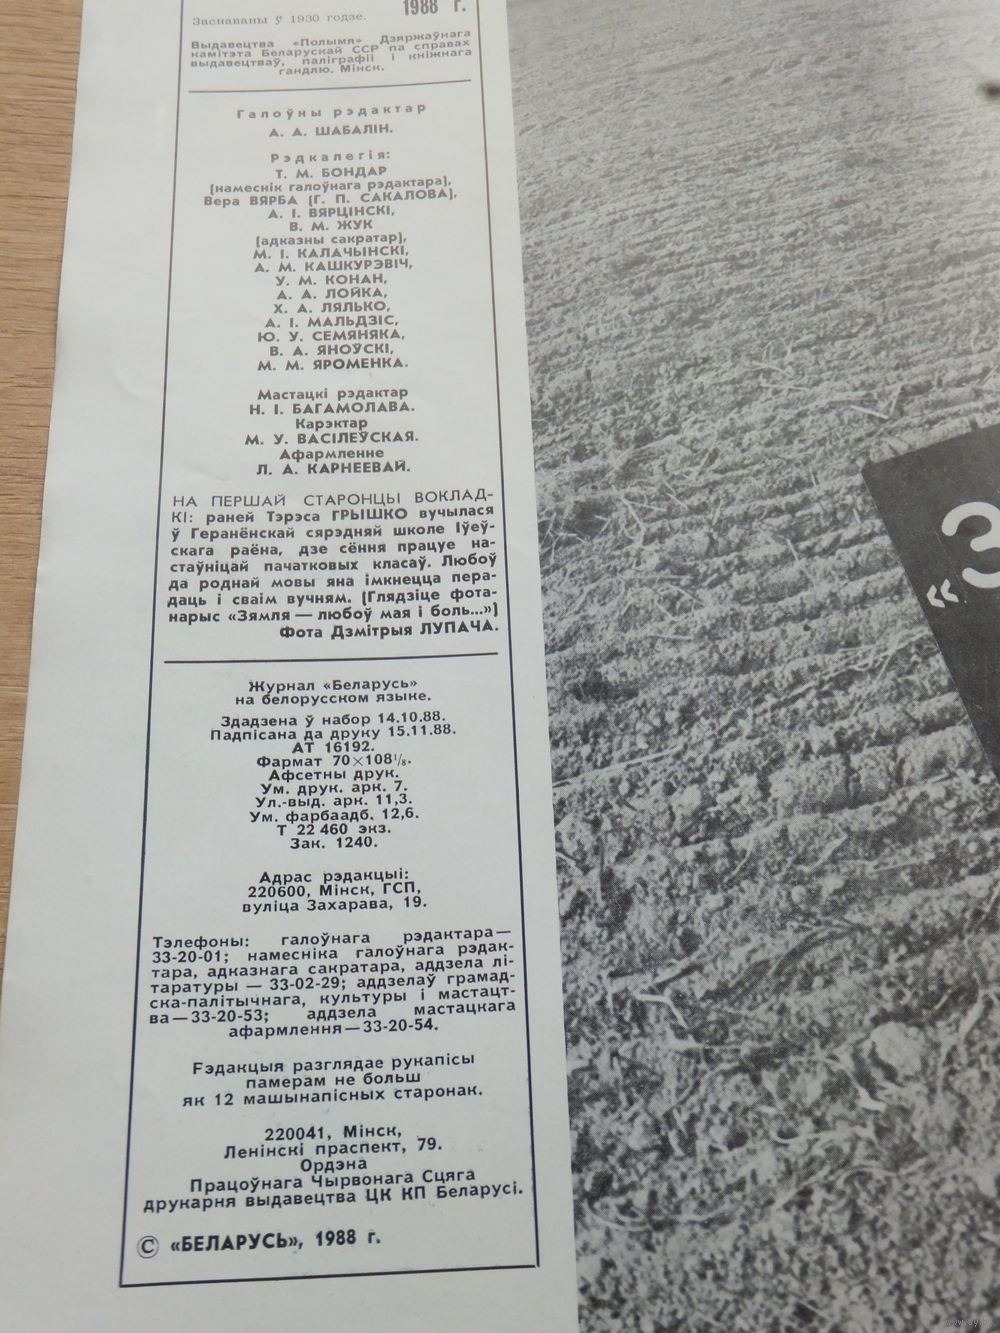 1988 г.
Заснаваны ў 1930 годзе.
Выдавецтва «Полымя» Дзяржаўнага
камітэта Беларускай ССР па справах
выдавецтваў, паліграфіі і кніжнага
гандлю. Мінск.
Галоўны рэдактар
А. А. ШАБАЛІН.
Рэдкалегія:
Т. М. БОНДАР
(намеснік галоўнага рэдактара),
Вера ВЯРБА (Г. П. САКАЛОВА),
А. І. ВЯРЦІНСКІ,
В. М. ЖУК
(адказны сакратар),
М. І. КАЛАЧЫНСКІ,
А. М. КАШКУРЭВІЧ,
У. М. КОНАН,
А. А. ЛОЙКА,
Х. А. ЛЯЛЬКО,
А. І. МАЛЬДЗІС,
Ю. У. СЕМЯНЯКА,
В. А. ЯНОЎСКІ,
М. М. ЯРОМЕНКА.
Мастацкі рэдактар
Н. І. БАГАМОЛАВА.
Карэктар
М. У. ВАСІЛЕЎСКАЯ.
Афармленне
Л. А. КАРНЕЕВАЙ.
НА ПЕРШАЙ СТАРОНЦЫ ВОКЛАД-
КІ: раней Тэрэса ГРЫШКО вучылася
ў Геранёнскай сярэдняй школе Іўеў-
скага раёна, дзе сёння працуе на-
стаўніцай пачатковых класаў. Любоў
да роднай мовы яна імкнецца пера-
даць і сваім вучням. (Глядзіце фота-
нарыс «Зямля — любоў мая і боль...»)
Фота Дзмітрыя ЛУПАЧА.
Журнал «Беларусь»
на белорусском языке.
Здадзена ў набор 14.10.88.
Падпісана да друку 15.11.88.
АТ 16192.
Фармат 70×108 1/8.
Афсетны друк.
Ум. друк. арк. 7.
Ул.-выд. арк. 11,3.
Ум. фарбаадб. 12,6.
Т 22 460 экз.
Зак. 1240.
Адрас рэдакцыі:
220600, Мінск, ГСП,
вуліца Захарава, 19.
Тэлефоны: галоўнага рэдактара—
33-20-01; намесніка галоўнага рэдак-
тара, адказнага сакратара, аддзела лі-
таратуры — 33-02-29; аддзелаў грамад-
ска-палітычнага, культуры і мастацт-
ва—33-20-53; аддзела мастацкага
афармлення—33-20-54.
Рэдакцыя разглядае рукапісы
памерам не больш
як 12 машынапісных старонак.
220041, Мінск,
Ленінскі праспект, 79.
Ордэна
Працоўнага Чырвонага Сцяга
друкарня выдавецтва ЦК КП Беларусі.
© «БЕЛАРУСЬ», 1988 г.
«З